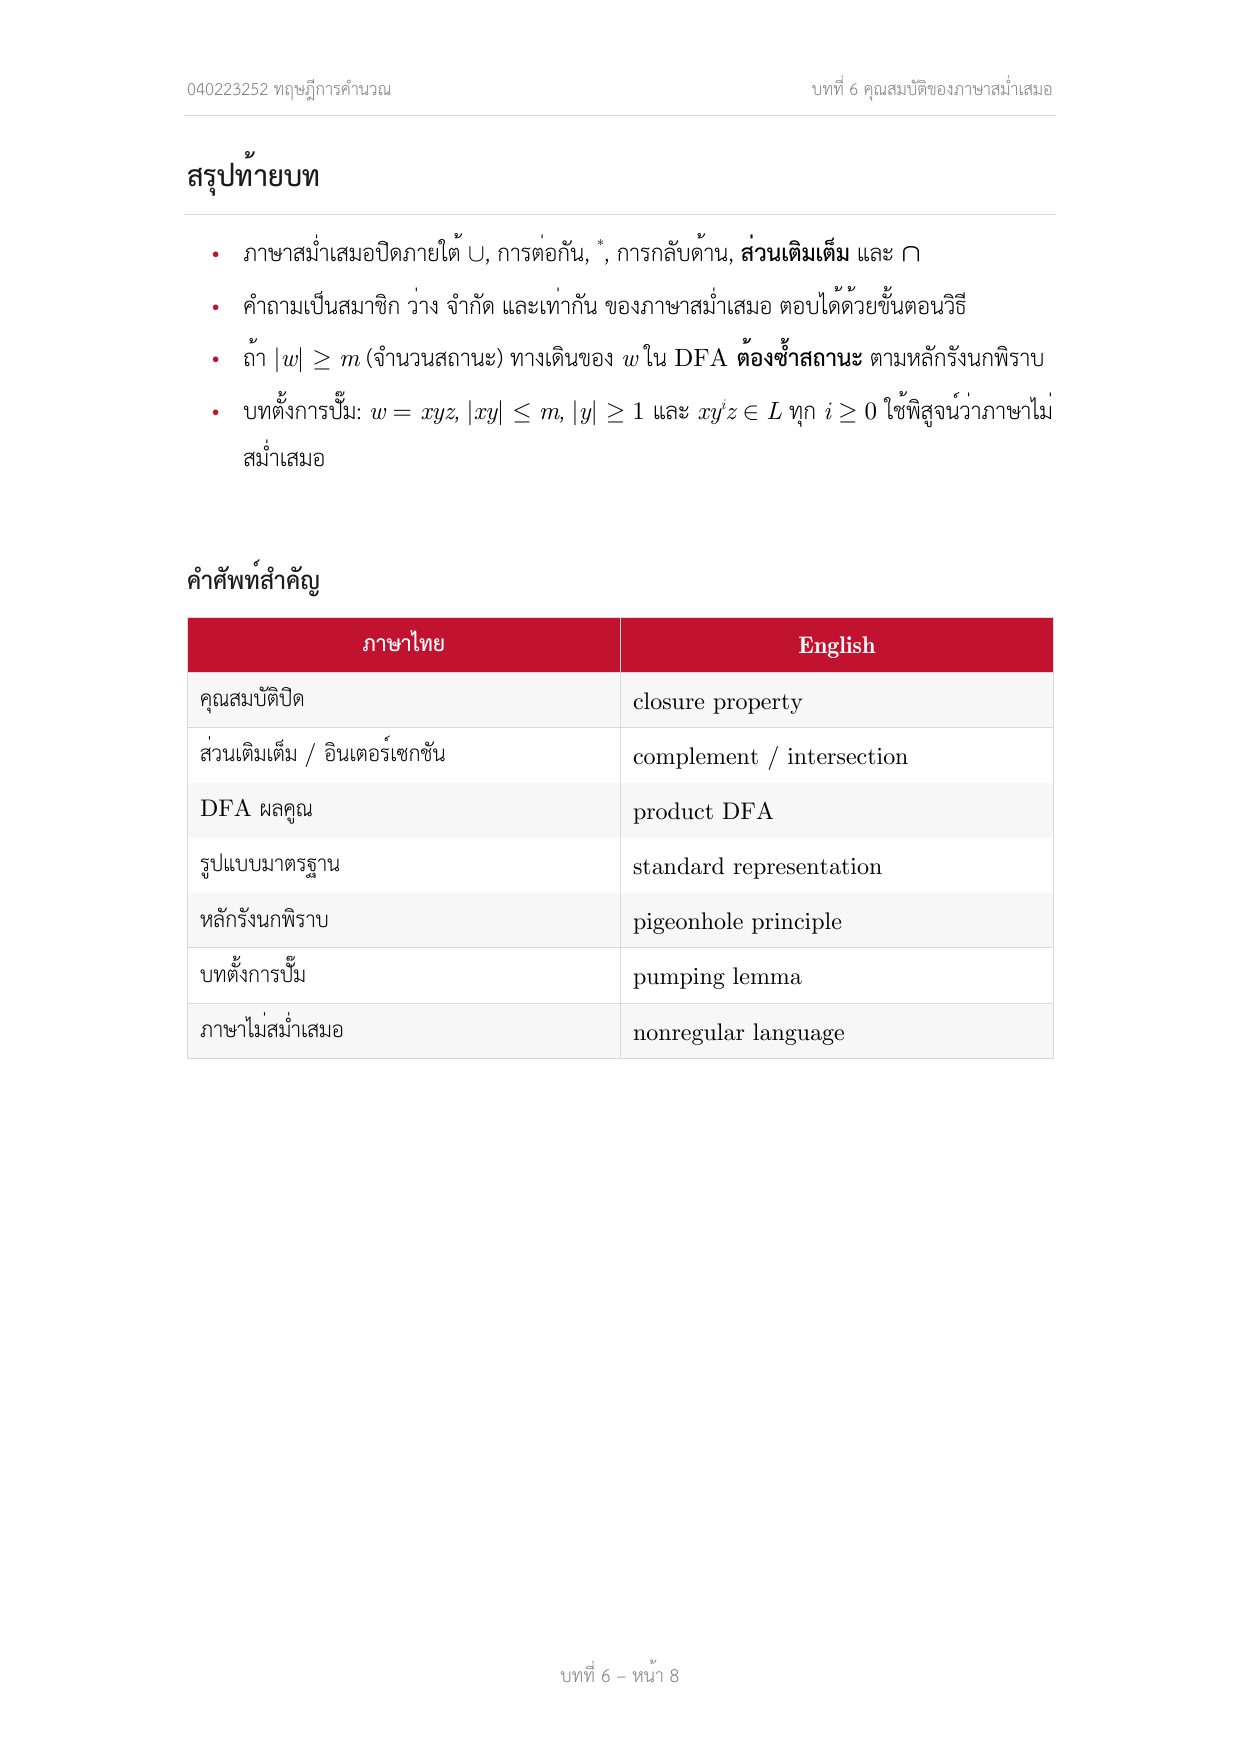 040223252 ทฤษฎีการคำนวณ บทที่ 6 คุณสมบัติของภาษาสม่ำเสมอ
สรุปท้ายบท
• ภาษาสม่ำเสมอปิดภายใต้ ∪, การต่อกัน, *, การกลับด้าน, ส่วนเติมเต็ม และ ∩
• คำถามเป็นสมาชิก ว่าง จำกัด และเท่ากัน ของภาษาสม่ำเสมอ ตอบได้ด้วยขั้นตอนวิธี
• ถ้า |w| ≥ m (จำนวนสถานะ) ทางเดินของ w ใน DFA ต้องซ้ำสถานะ ตามหลักรังนกพิราบ
• บทตั้งการปั๊ม: w = xyz, |xy| ≤ m, |y| ≥ 1 และ xyⁱz ∈ L ทุก i ≥ 0 ใช้พิสูจน์ว่าภาษาไม่
สม่ำเสมอ
คำศัพท์สำคัญ
ภาษาไทย English
คุณสมบัติปิด closure property
ส่วนเติมเต็ม / อินเตอร์เซกชัน complement / intersection
DFA ผลคูณ product DFA
รูปแบบมาตรฐาน standard representation
หลักรังนกพิราบ pigeonhole principle
บทตั้งการปั๊ม pumping lemma
ภาษาไม่สม่ำเสมอ nonregular language
บทที่ 6 – หน้า 8